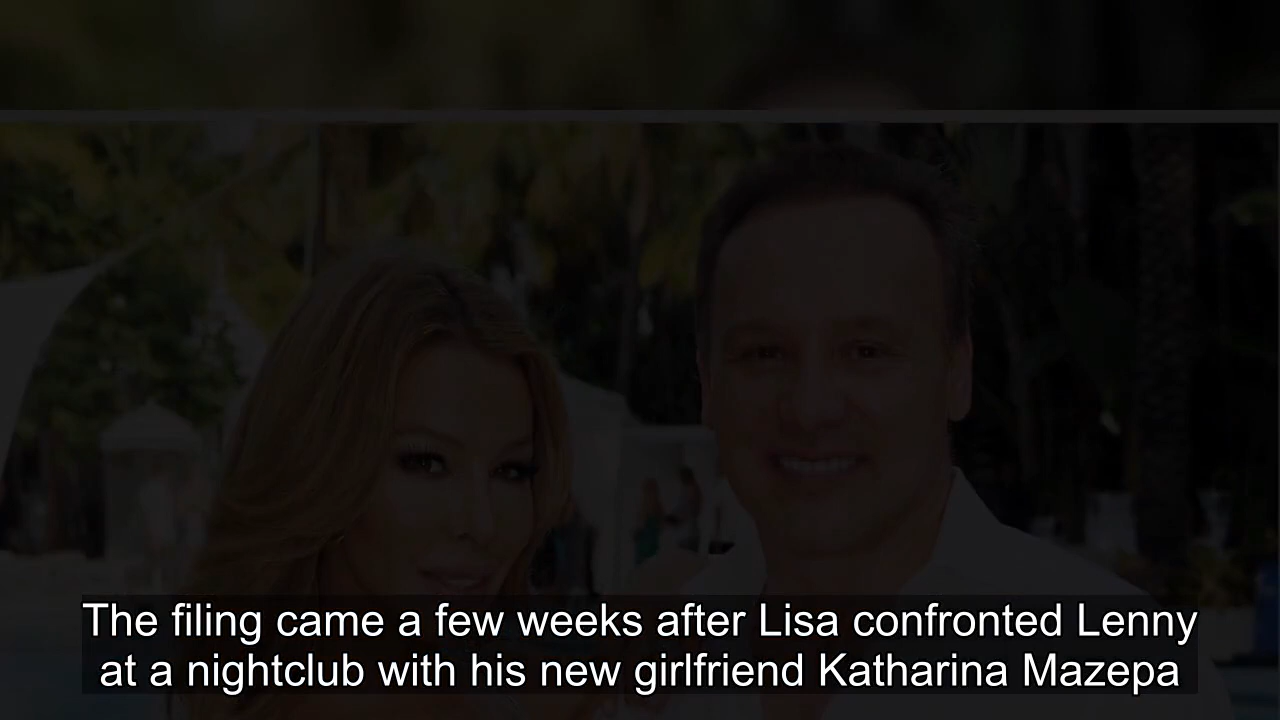 The filing came a few weeks after Lisa confronted Lenny
at a nightclub with his new girlfriend Katharina Mazepa